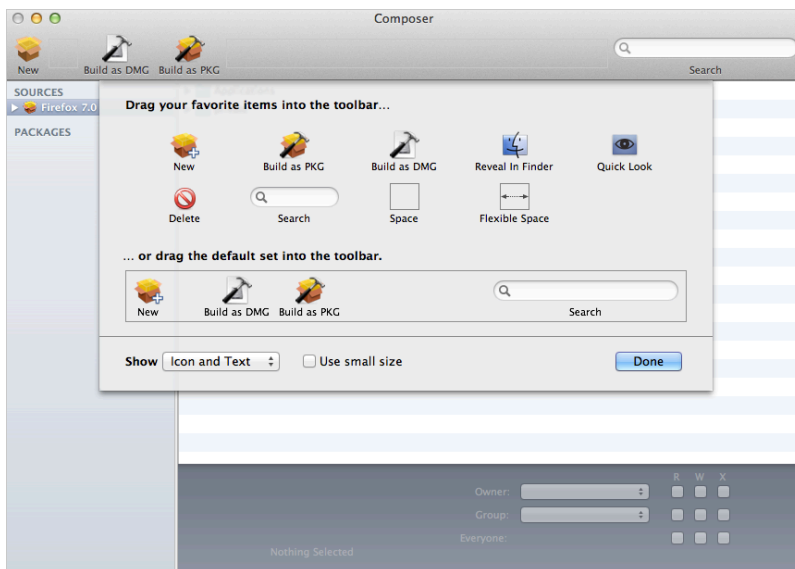 Composer
New Build as DMG Build as PKG Search
SOURCES
Firefox 7.0
PACKAGES
Applications
Drag your favorite items into the toolbar...
New Build as PKG Build as DMG Reveal In Finder Quick Look
Delete Search Space Flexible Space
... or drag the default set into the toolbar.
New Build as DMG Build as PKG Search
Show Icon and Text Use small size Done
R W X
Owner:
Group:
Everyone:
Nothing Selected